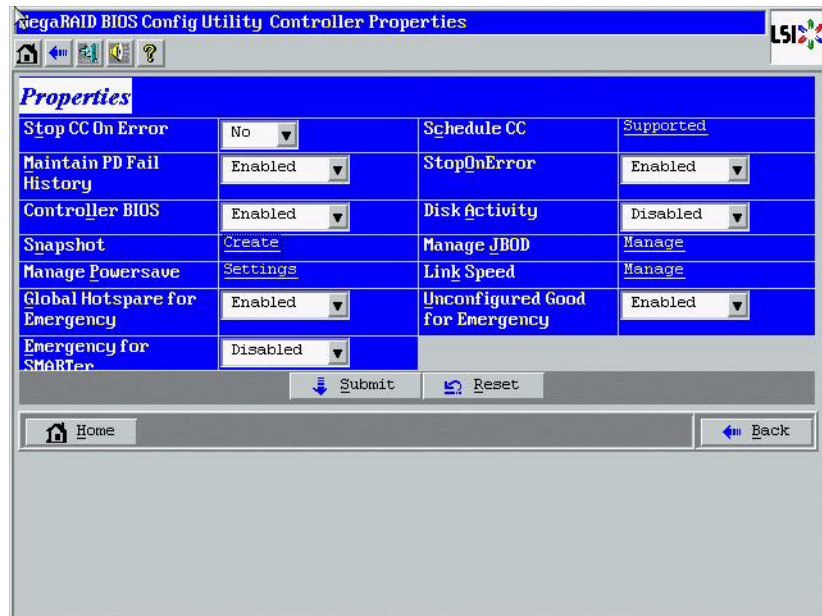 MegaRAID BIOS Config Utility Controller Properties
LSI
Properties
Stop CC On Error No Schedule CC Supported
Maintain PD Fail History Enabled StopOnError Enabled
Controller BIOS Enabled Disk Activity Disabled
Snapshot Create Manage JBOD Manage
Manage Powersave Settings Link Speed Manage
Global Hotspare for Emergency Enabled Unconfigured Good for Emergency Enabled
Emergency for SMARTer Disabled
Submit Reset
Home Back